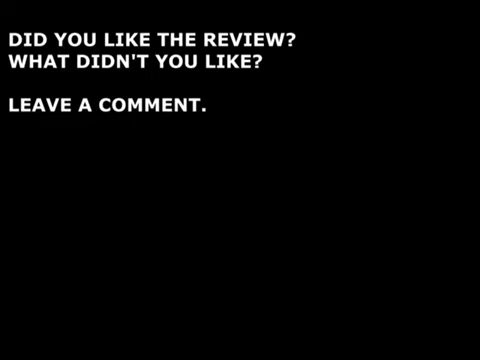 DID YOU LIKE THE REVIEW?
WHAT DIDN'T YOU LIKE?
LEAVE A COMMENT.